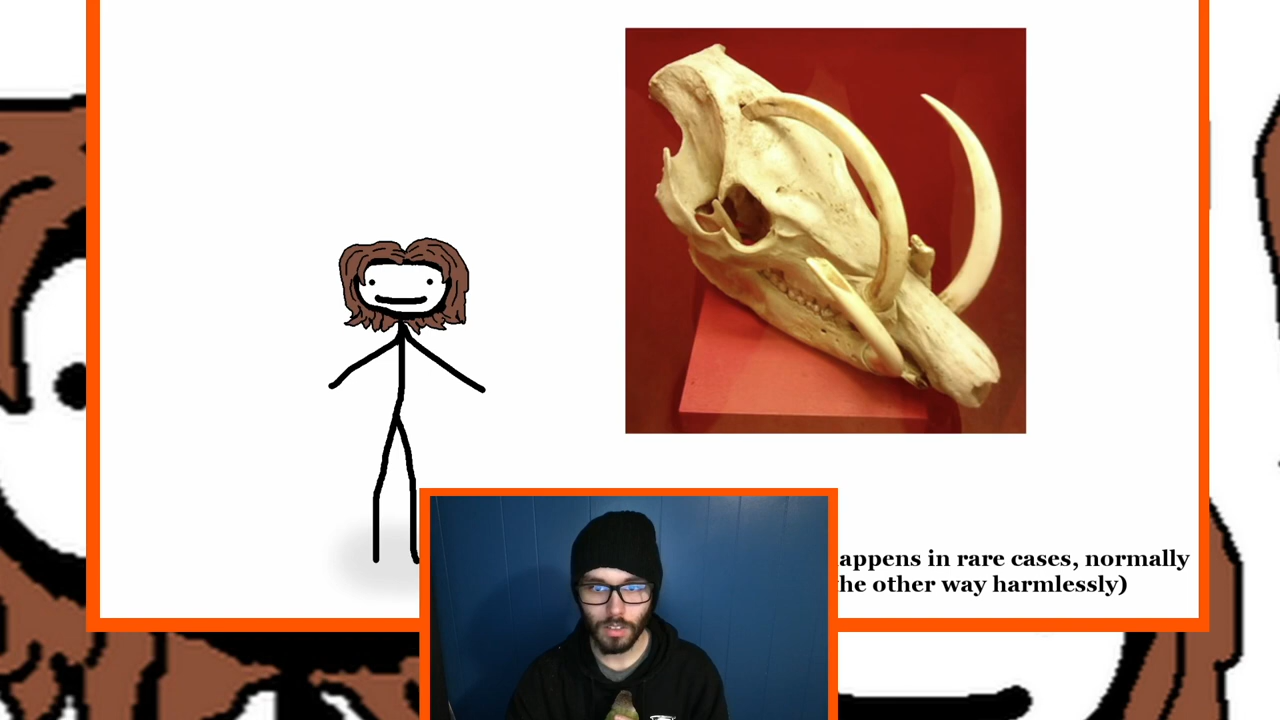 appens in rare cases, normally
he other way harmlessly)